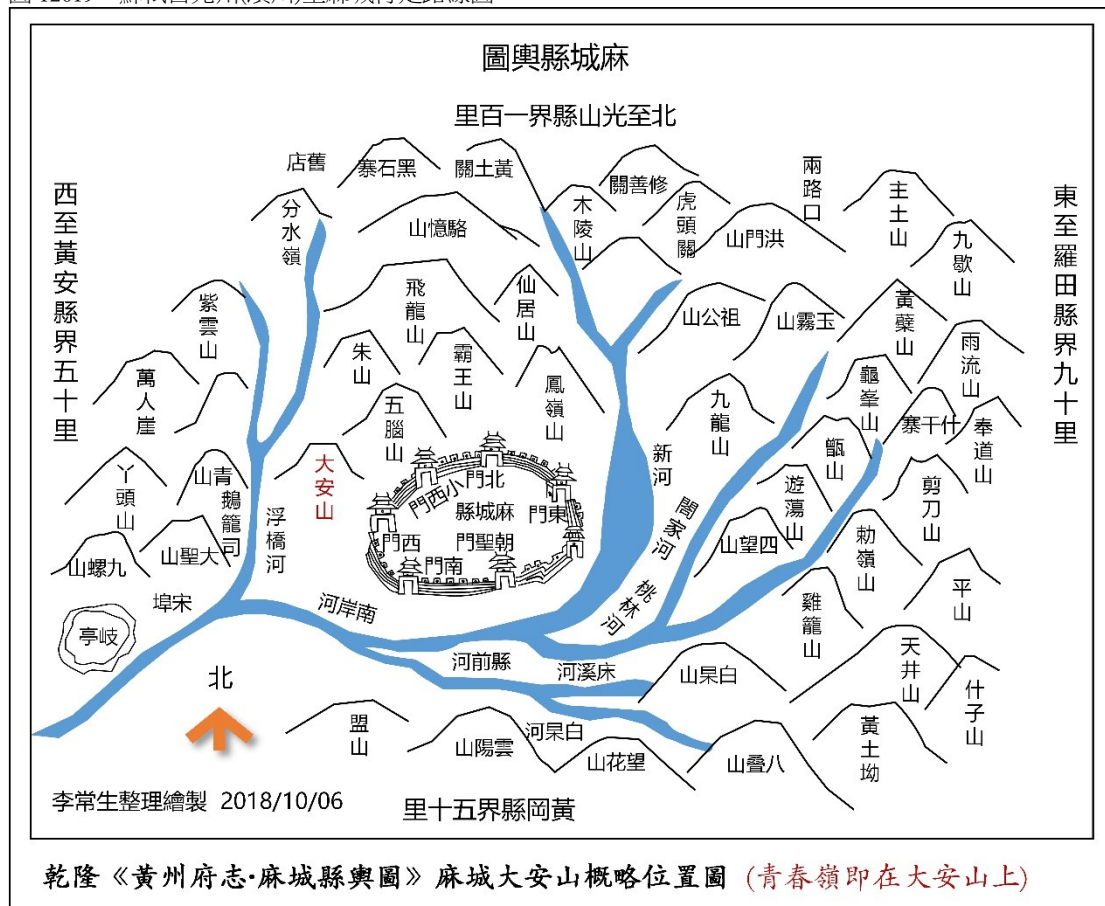 麻城縣輿圖
北至光山縣界一百里
西至黃安縣界五十里
東至羅田縣界九十里
舊店
黑石寨
黃土關
修善關
兩路口
主土山
分水嶺
駱憶山
木陵山
虎頭關
洪門山
九歇山
紫雲山
飛龍山
仙居山
祖公山
玉霧山
黃蘗山
雨流山
萬人崖
朱山
霸王山
鳳嶺山
九龍山
龜峯山
什干寨
奉道山
五腦山
大安山
丫頭山
青山
鵝籠司
浮橋河
北門
小西門
麻城縣
東門
西門
朝聖門
南門
新河
閻家河
甑山
遊蕩山
剪刀山
九螺山
大聖山
四望山
勅嶺山
宋埠
岐亭
南岸河
桃林河
雞籠山
平山
縣前河
床溪河
白杲山
天井山
什子山
北
盟山
雲陽山
白杲河
望花山
八叠山
黃土坳
李常生整理繪製 2018/10/06
黃岡縣界五十里
乾隆《黃州府志·麻城縣輿圖》麻城大安山概略位置圖 (青春嶺即在大安山上)